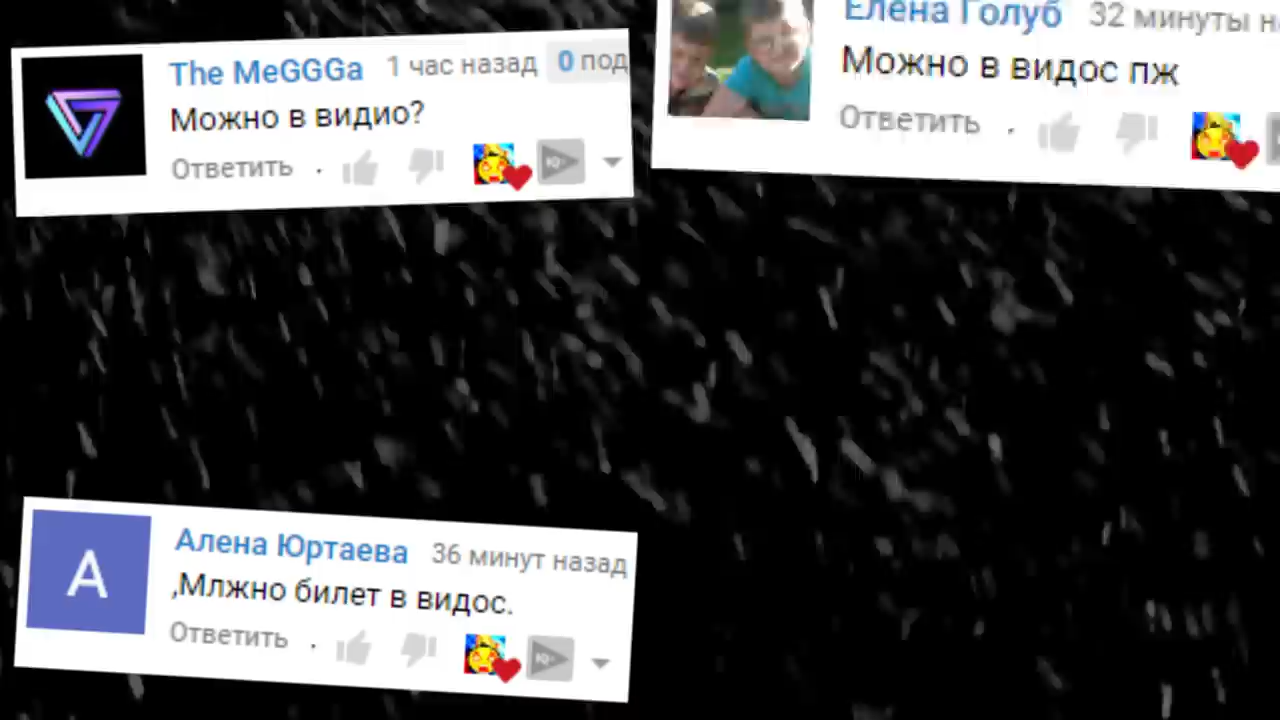 The MeGGGa 1 час назад 0 под
Можно в видио?
Ответить
Елена Голуб 32 минуты н
Можно в видос пж
Ответить
A
Алена Юртаева 36 минут назад
,Млжно билет в видос.
Ответить